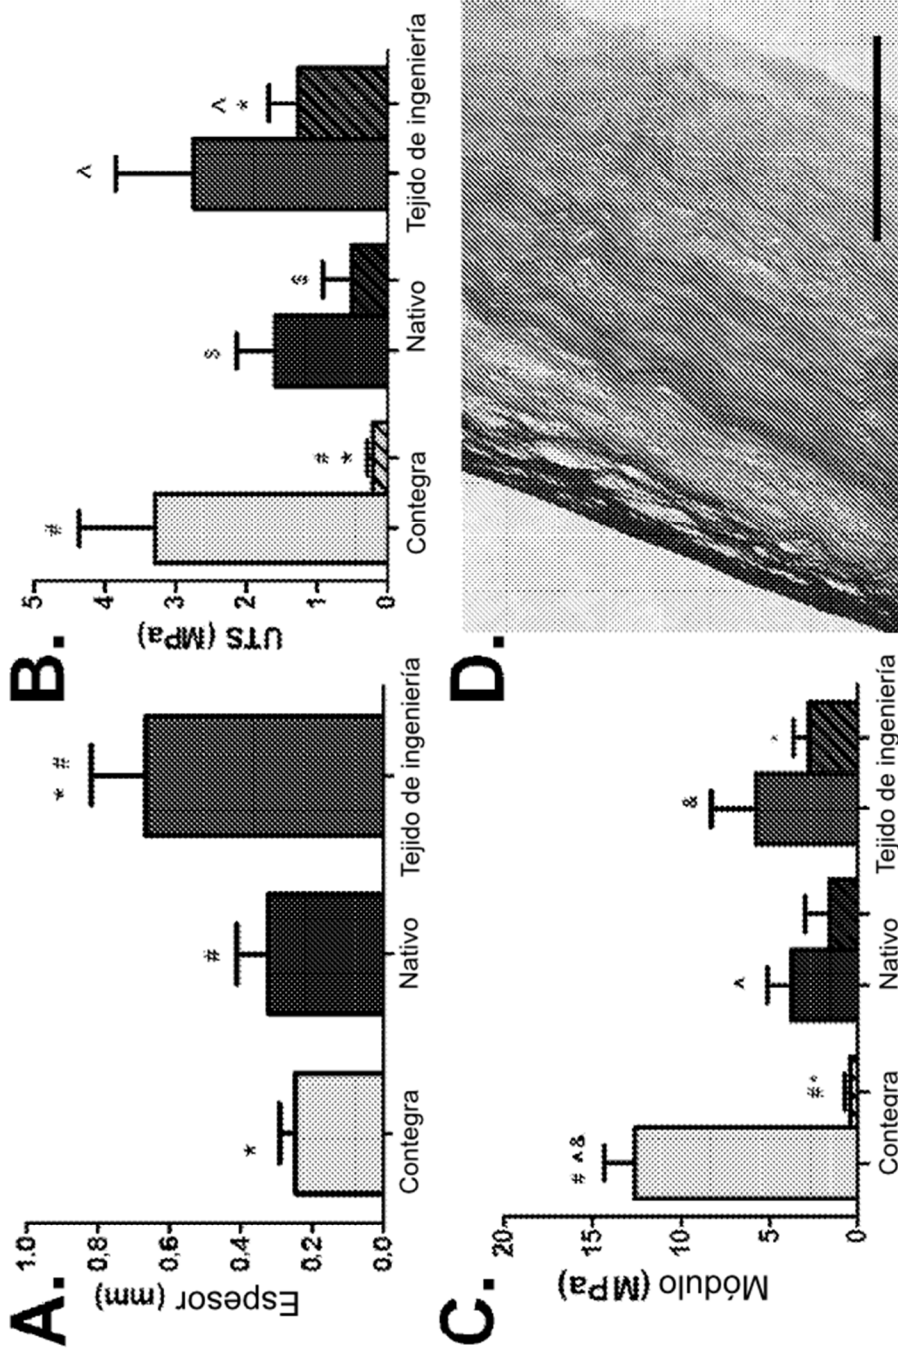 A.
Espesor (mm)
1.0
0.8
0.6
0.4
0.2
0.0
*
#
* #
Contegra
Nativo
Tejido de ingeniería
B.
UTS (MPa)
5
4
3
2
1
0
#
# *
$
$
^
^ *
Contegra
Nativo
Tejido de ingeniería
C.
Módulo (MPa)
20
15
10
5
0
# ^ &
#*
^
&
*
Contegra
Nativo
Tejido de ingeniería
D.